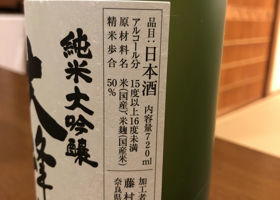 品目:日本酒 内容量720ml
アルコール分 15度以上16度未満
原材料名 米(国産)、米麹(国産米)
精米歩合 50%
加工者
藤村
奈良県
純米大吟醸